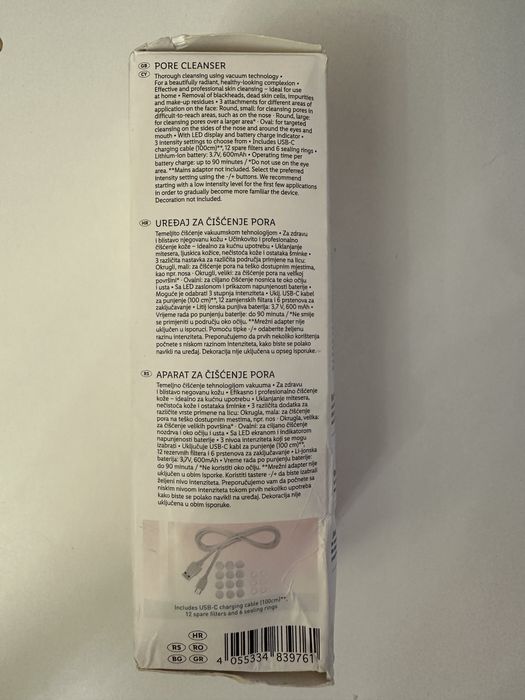 GB PORE CLEANSER
CY Thorough cleansing using vacuum technology •
For a beautifully radiant, healthy-looking complexion •
Effective and professional skin cleansing – ideal for use
at home • Removal of blackheads, dead skin cells, impurities
and make-up residues • 3 attachments for different areas of
application on the face: Round, small: for cleansing pores in
difficult-to-reach areas, such as on the nose · Round, large:
for cleansing pores over a larger area* · Oval: for targeted
cleansing on the sides of the nose and around the eyes and
mouth • With LED display and battery charge indicator •
3 intensity settings to choose from • Includes USB-C
charging cable (100cm)**, 12 spare filters and 6 sealing rings •
Lithium-Ion battery: 3.7V, 600mAh • Operating time per
battery charge: up to 90 minutes / *Do not use on the eye
area. **Mains adaptor not included. Select the preferred
intensity setting using the -/+ buttons. We recommend
starting with a low intensity level for the first few applications
in order to gradually become more familiar the device.
Decoration not included.
HR UREĐAJ ZA ČIŠĆENJE PORA
Temeljito čišćenje vakuumskom tehnologijom • Za zdravu
i blistavo njegovanu kožu • Učinkovito i profesionalno
čišćenje kože – idealno za kućnu upotrebu • Uklanjanje
mitesera, ljuskica kožice, nečistoća kože i ostataka šminke •
3 različita nastavka za različita područja primjene na licu:
Okrugli, mali: za čišćenje pora na teško dostupnim mjestima,
kao npr. nosa · Okrugli, veliki: za čišćenje pora na velikoj
površini* · Ovalni: za ciljano čišćenje nosnica te oko očiju
i usta • Sa LED zaslonom i prikazom napunjenosti baterije •
Moguće je odabrati 3 stupnja intenziteta • Uklj. USB-C kabel
za punjenje (100 cm)**, 12 zamjenskih filtara i 6 prstenova za
zaključavanje • Litij ionska punjiva baterija: 3,7 V, 600 mAh •
Vrijeme rada po punjenju baterije: do 90 minuta / *Ne smije
se primijeniti u području oko očiju. **Mrežni adapter nije
uključen u isporuci. Pomoću tipke -/+ odaberite željenu
razinu intenziteta. Preporučujemo da prvih nekoliko korištenja
počnete s niskom razinom intenziteta, kako biste se polako
navikli na uređaj. Dekoracija nije uključena u opseg isporuke.
RS APARAT ZA ČIŠĆENJE PORA
Temeljno čišćenje tehnologijom vakuuma • Za zdravu
i blistavo negovanu kožu • Efikasno i profesionalno čišćenje
kože – idealno za kućnu upotrebu • Uklanjanje mitesera,
nečistoća kože i ostataka šminke • 3 različita dodatka za
različite vrste primene na licu: Okrugla, mala: za čišćenje
pora na teško dostupnim mestima, npr. nos · Okrugla, velika:
za čišćenje velikih površina* · Ovalni: za ciljano čišćenje
nozdrva i oko očiju i usta • Sa LED ekranom i indikatorom
napunjenosti baterije • 3 nivoa intenziteta koji se mogu
izabrati • Uključuje USB-C kabl za punjenje (100 cm)**,
12 rezervnih filtera i 6 prstenova za zaključavanje • Li-jonska
baterija: 3,7V, 600mAh • Vreme rada po punjenju baterije:
do 90 minuta / *Ne koristiti oko očiju. **Mrežni adapter nije
uključen u obim isporuke. Koristite tastere -/+ da biste izabrali
željeni nivo intenziteta. Preporučujemo vam da počnete sa
niskim nivoom intenziteta tokom prvih nekoliko upotreba
kako biste se polako navikli na uređaj. Dekoracija nije
uključena u obim isporuke.
Includes USB-C charging cable (100cm)**,
12 spare filters and 6 sealing rings
HR
RS RO
BG GR
4 055334 839761